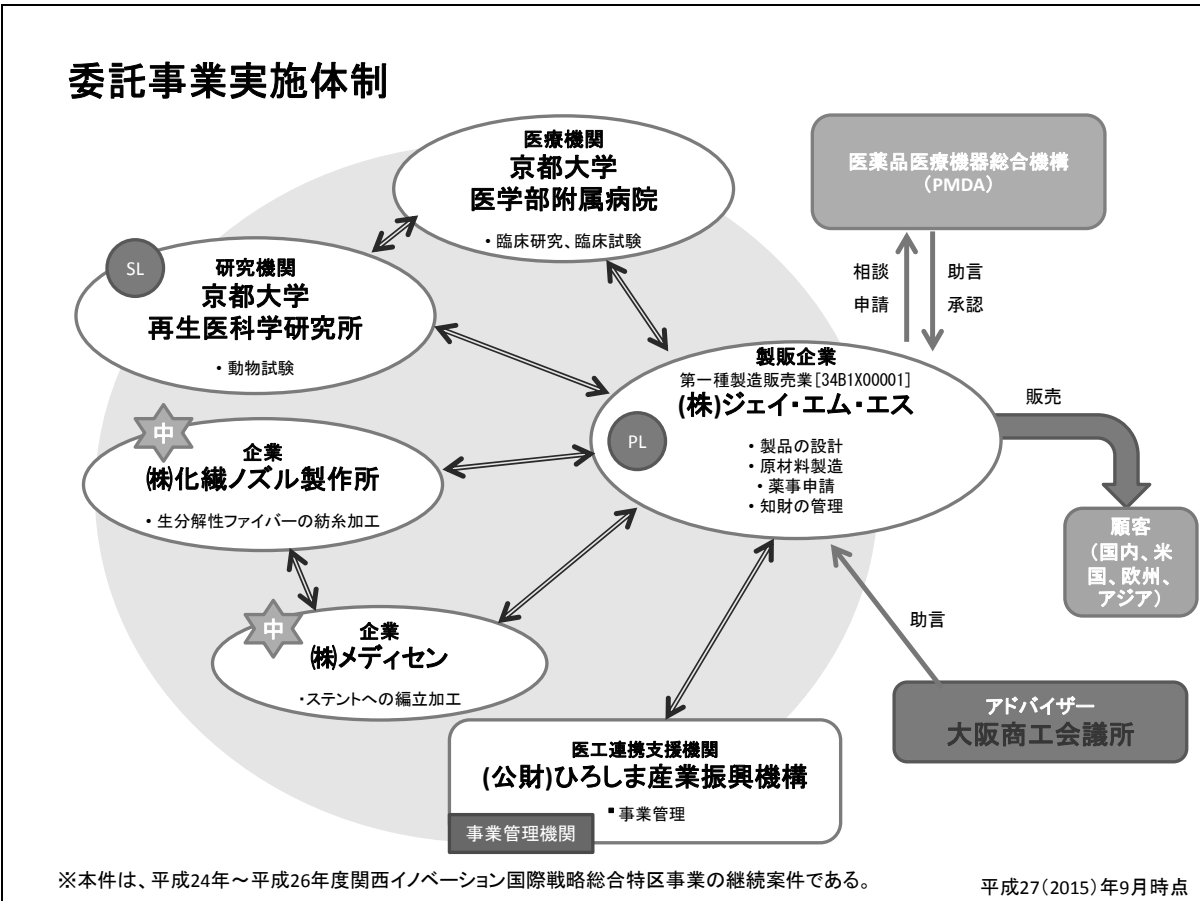 委託事業実施体制
医療機関
京都大学
医学部附属病院
・臨床研究、臨床試験
医薬品医療機器総合機構
（PMDA）
SL
研究機関
京都大学
再生医科学研究所
・動物試験
相談
申請
助言
承認
製販企業
第一種製造販売業[34B1X00001]
(株)ジェイ・エム・エス
PL
・製品の設計
・原材料製造
・薬事申請
・知財の管理
販売
中
企業
㈱化繊ノズル製作所
・生分解性ファイバーの紡糸加工
顧客
（国内、米
国、欧州、
アジア）
中
企業
㈱メディセン
・ステントへの編立加工
助言
アドバイザー
大阪商工会議所
医工連携支援機関
(公財)ひろしま産業振興機構
▪事業管理
事業管理機関
※本件は、平成24年～平成26年度関西イノベーション国際戦略総合特区事業の継続案件である。
平成27(2015)年9月時点